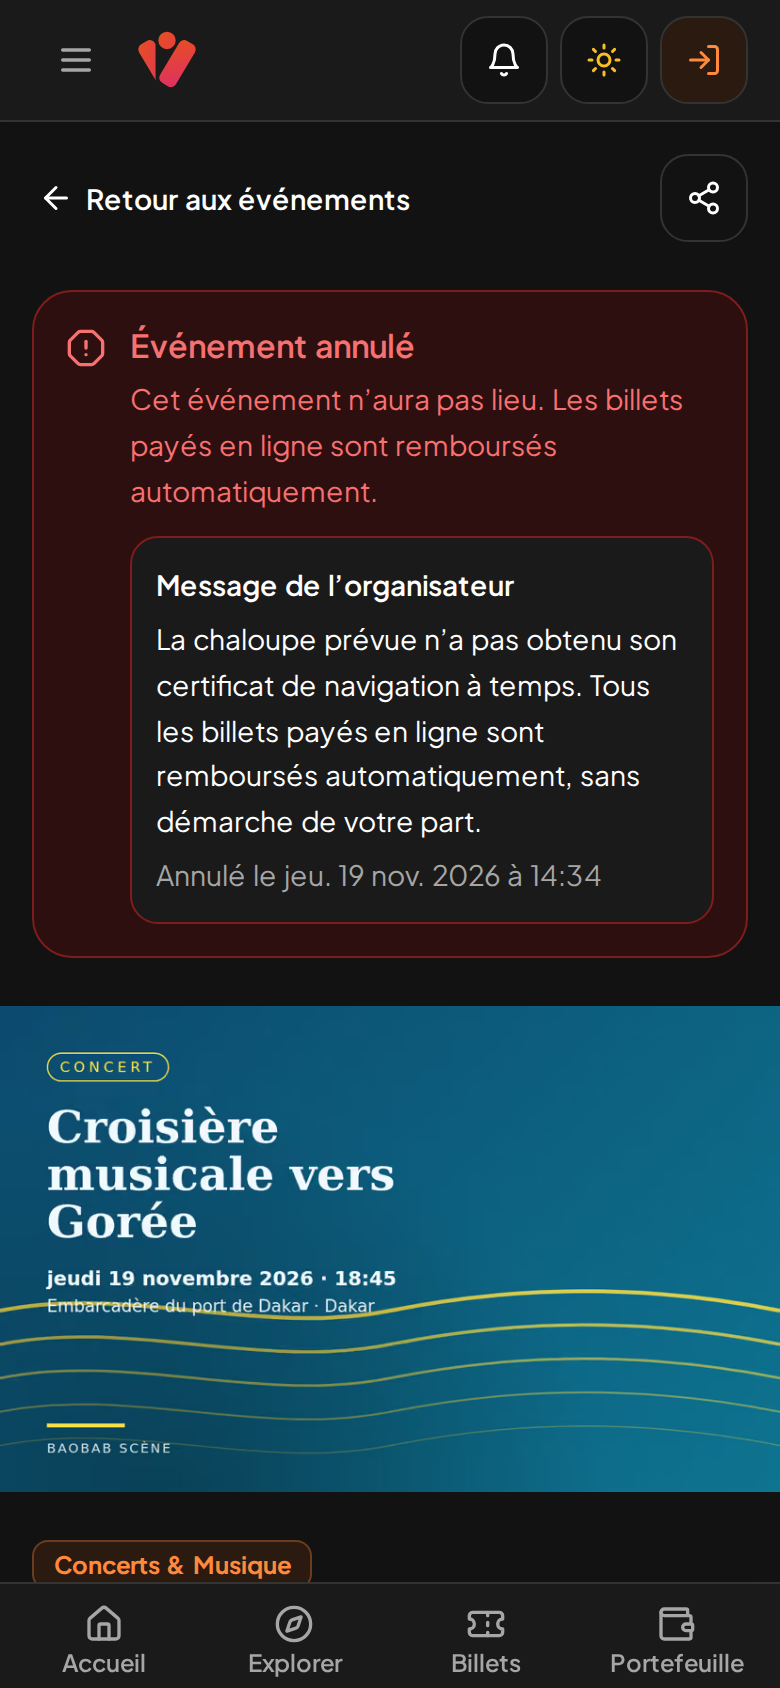 Retour aux événements
Événement annulé
Cet événement n’aura pas lieu. Les billets
payés en ligne sont remboursés
automatiquement.
Message de l’organisateur
La chaloupe prévue n’a pas obtenu son
certificat de navigation à temps. Tous
les billets payés en ligne sont
remboursés automatiquement, sans
démarche de votre part.
Annulé le jeu. 19 nov. 2026 à 14:34
CONCERT
Croisière
musicale vers
Gorée
jeudi 19 novembre 2026 · 18:45
Embarcadère du port de Dakar · Dakar
BAOBAB SCÈNE
Concerts & Musique
Accueil
Explorer
Billets
Portefeuille